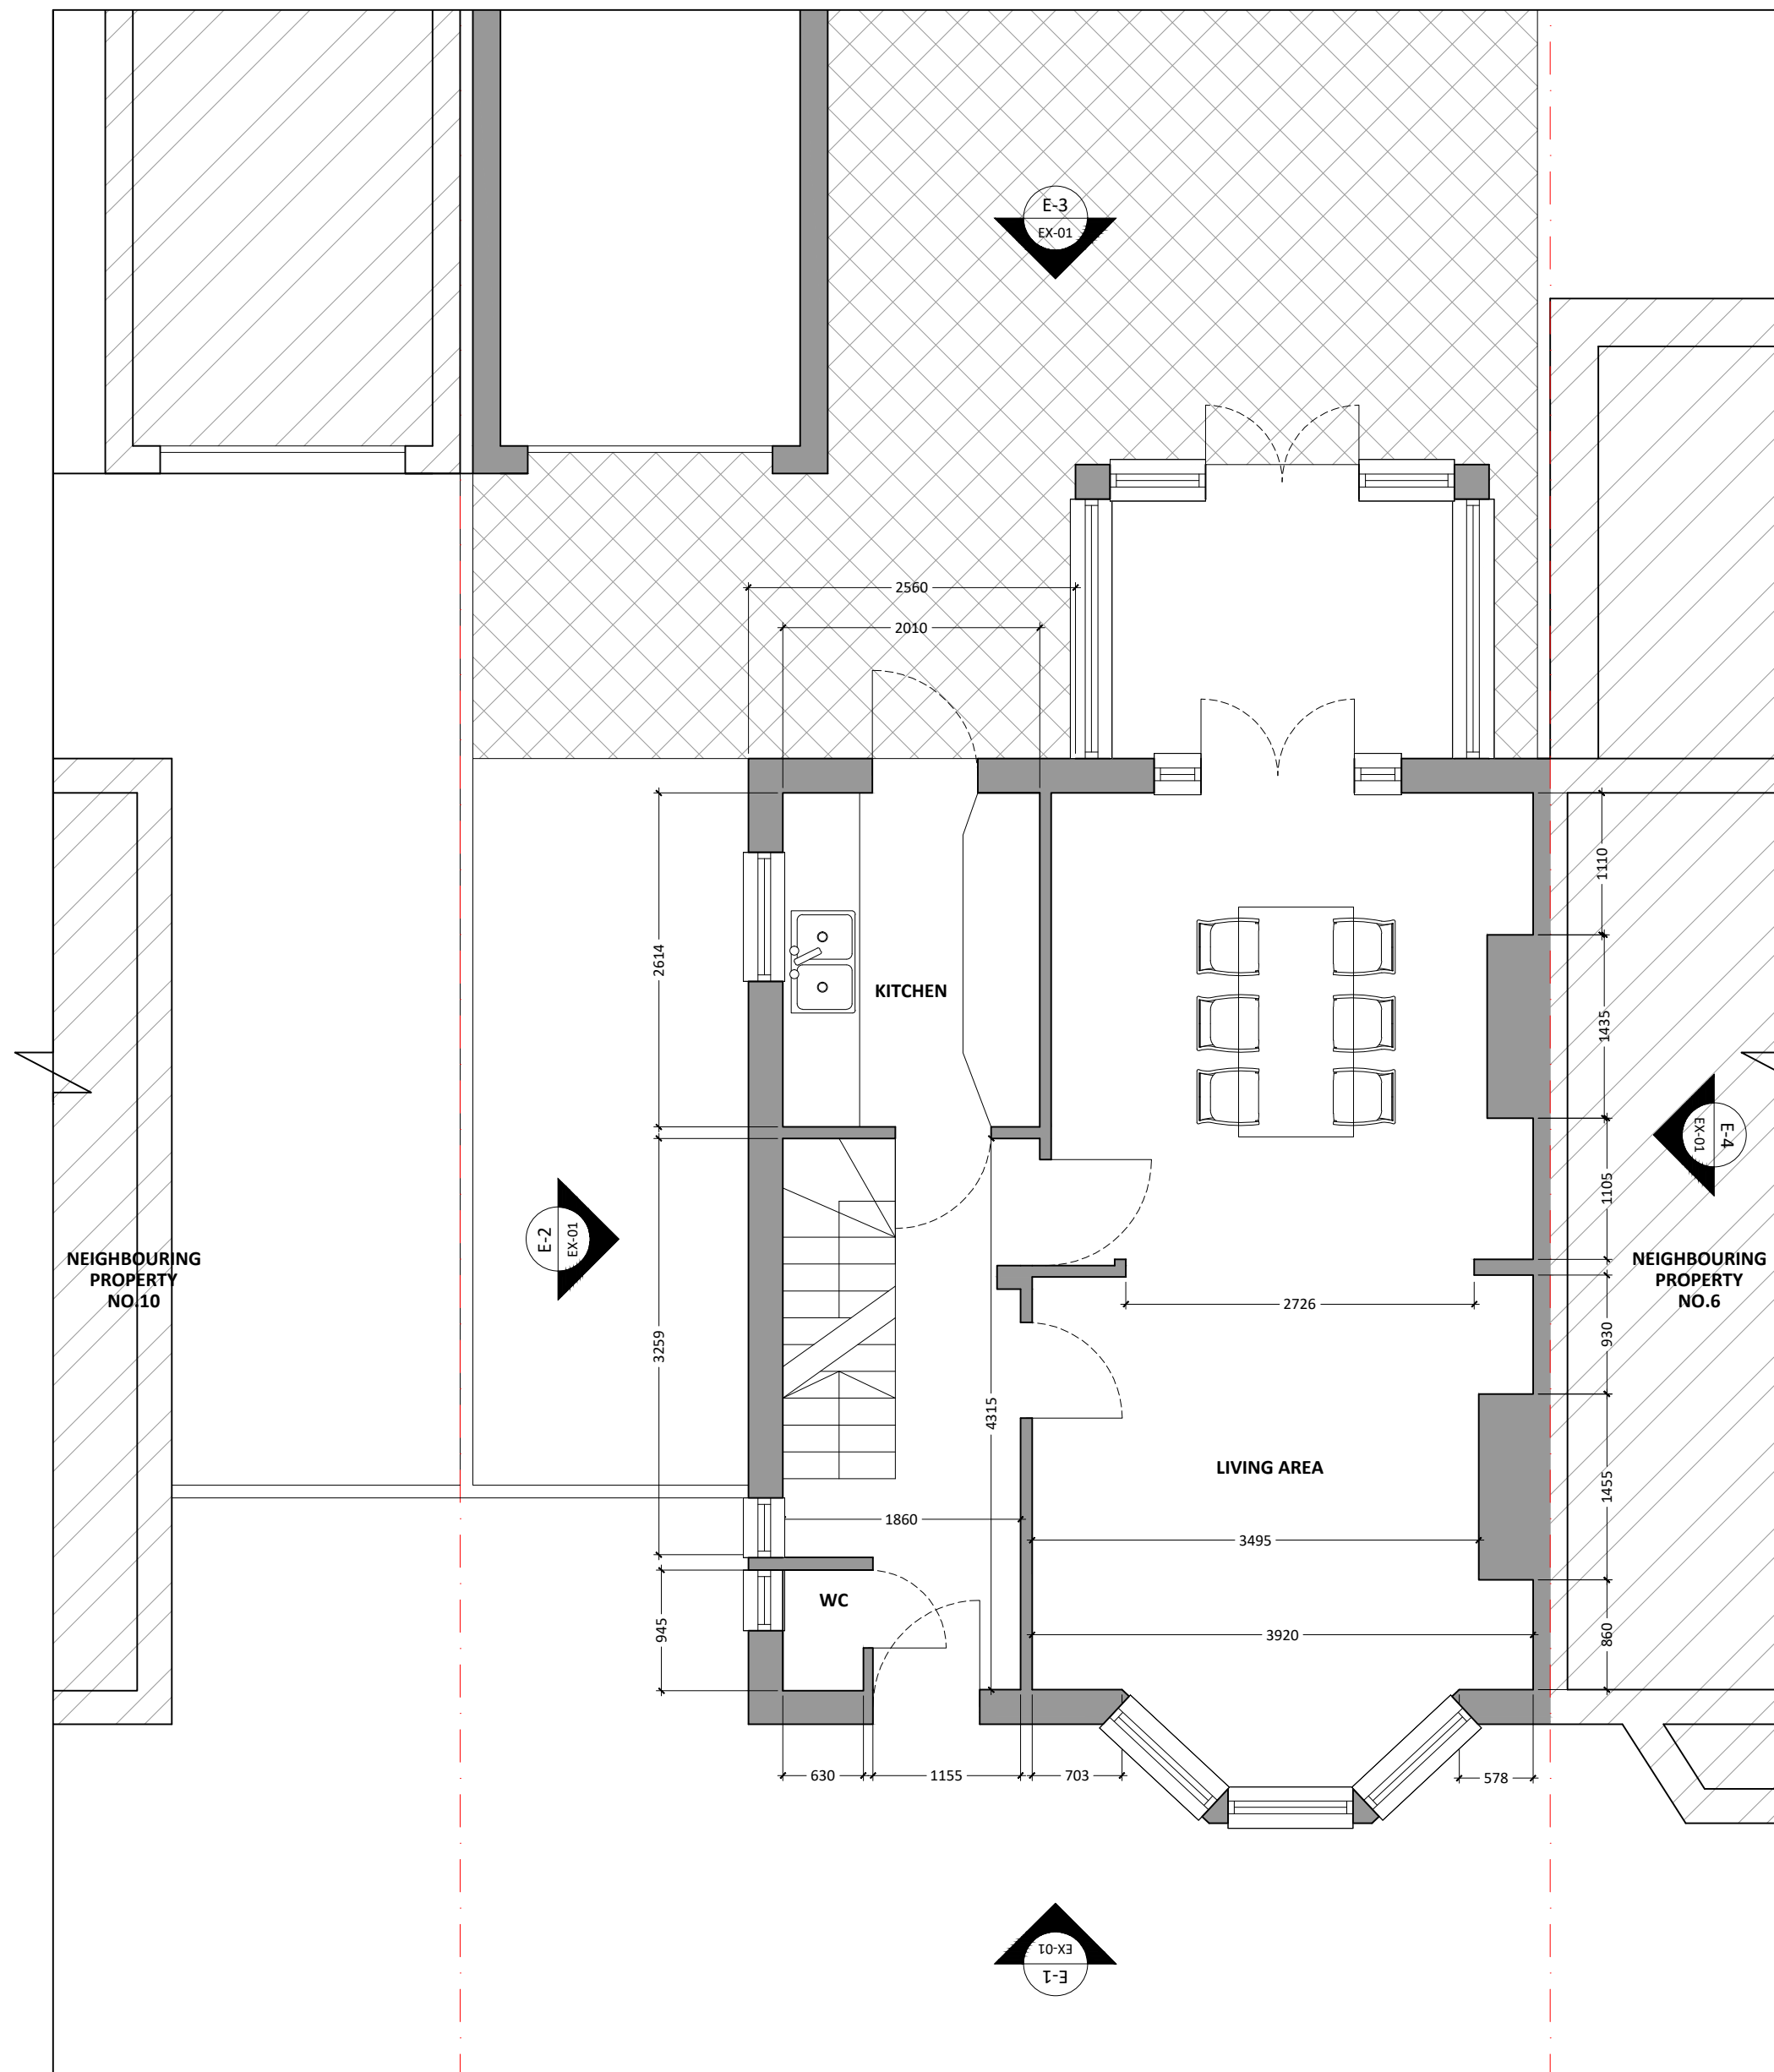 E-3
EX-01
2560
2010
1110
2614
KITCHEN
1435
E-4
EX-01
1105
E-2
EX-01
NEIGHBOURING
PROPERTY
NO.10
NEIGHBOURING
PROPERTY
NO.6
2726
930
3259
4315
LIVING AREA
1455
1860
3495
WC
945
3920
860
630
1155
703
578
EX-01
E-1